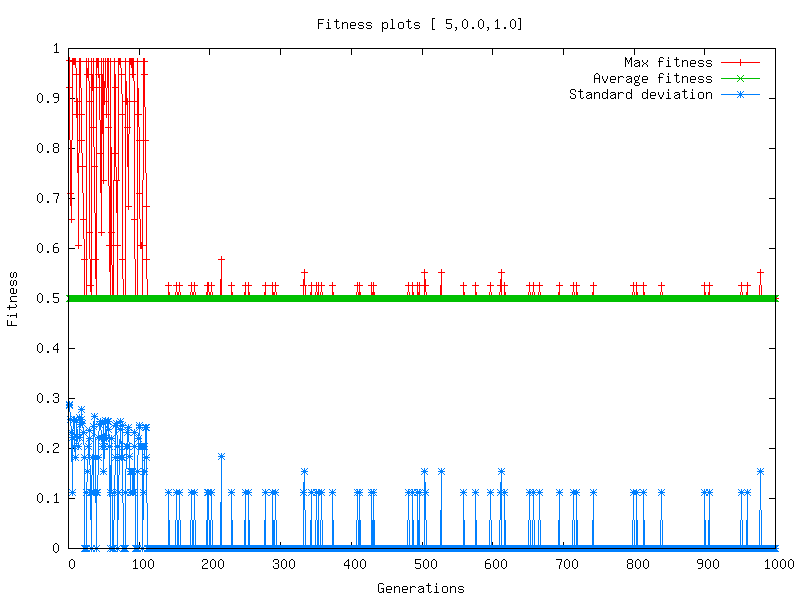 Fitness plots [ 5,0.0,1.0]
Max fitness
Average fitness
Standard deviation
1
0.9
0.8
0.7
0.6
0.5
0.4
0.3
0.2
0.1
0
Fitness
0 100 200 300 400 500 600 700 800 900 1000
Generations